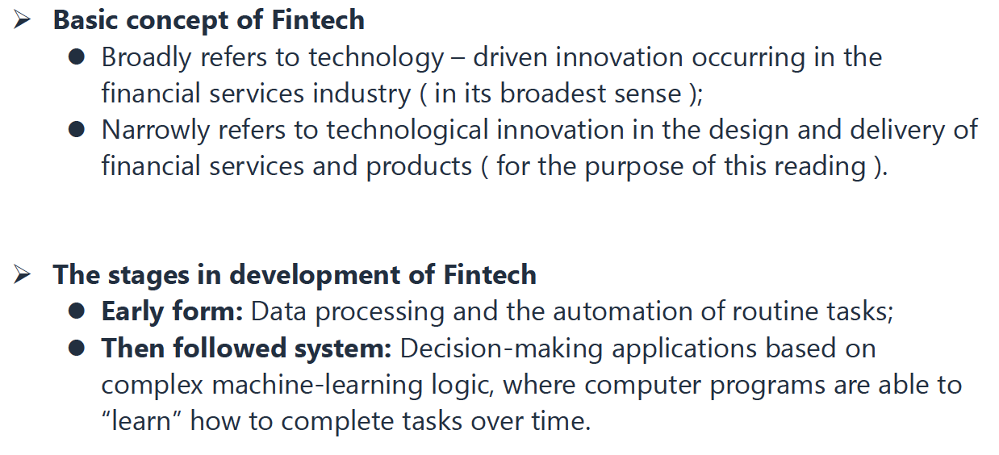 ➢ Basic concept of Fintech
● Broadly refers to technology – driven innovation occurring in the
financial services industry ( in its broadest sense );
● Narrowly refers to technological innovation in the design and delivery of
financial services and products ( for the purpose of this reading ).
➢ The stages in development of Fintech
● Early form: Data processing and the automation of routine tasks;
● Then followed system: Decision-making applications based on
complex machine-learning logic, where computer programs are able to
“learn” how to complete tasks over time.